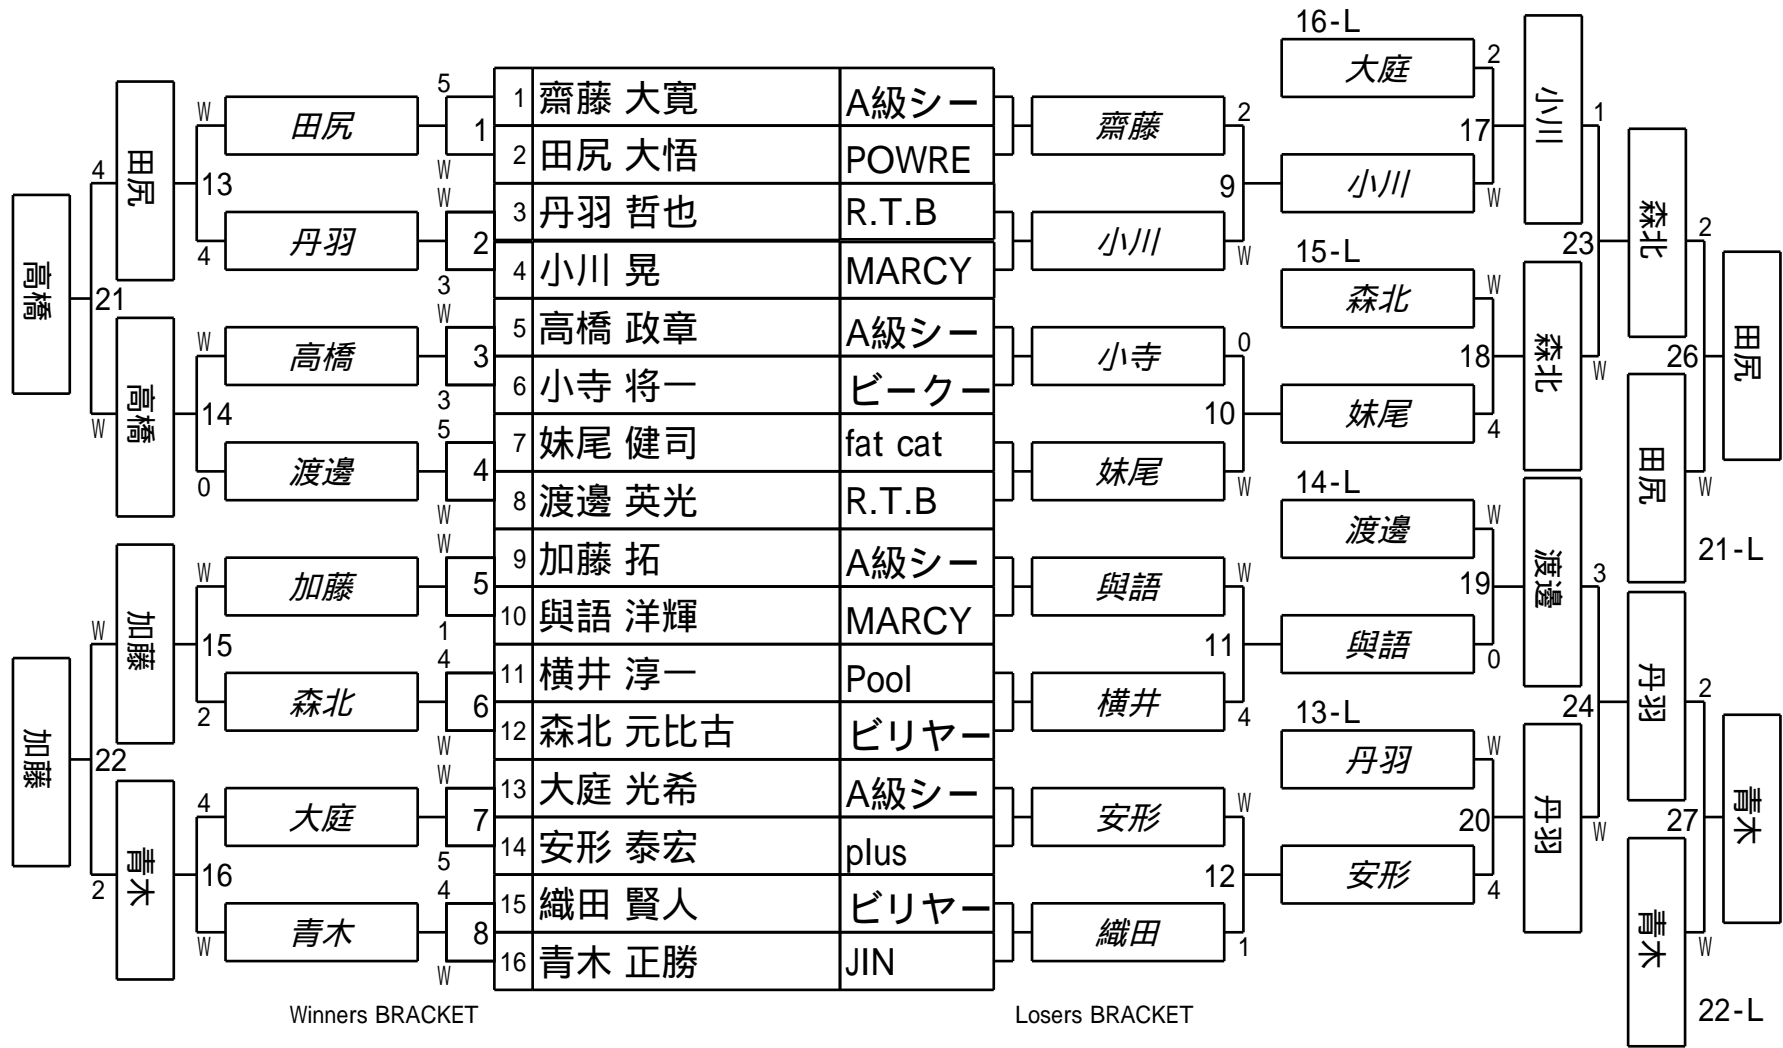 16-L
大庭 2
小川
5
1 齋藤 大寛 A級シー
W 田尻 1 齋藤 2 17 1
田尻 2 田尻 大悟 POWRE
W
4 13 W 9 小川 W 森北
3 丹羽 哲也 R.T.B
丹羽 2 小川 15-L 23 2
4 4 小川 晃 MARCY W
高橋 3 森北 W 田尻
21 W
5 高橋 政章 A級シー
W 高橋 3 小寺 0 18 森北 26
6 小寺 将一 ビークー W
高橋 3
W 14 5 10 妹尾 4
7 妹尾 健司 fat cat
渡邊 4 妹尾 14-L 田尻
0 8 渡邊 英光 R.T.B W W
W 渡邊 W
W 21-L
9 加藤 拓 A級シー
W 加藤 5 與語 W 19 渡邊 3
加藤 10 與語 洋輝 MARCY
1
W 15 4 11 與語 0
11 横井 淳一 Pool
森北 6 横井 13-L 24 丹羽 2
2 12 森北 元比古 ビリヤー 4
加藤 22 W 丹羽 W
W
13 大庭 光希 A級シー
4 大庭 7 安形 W 20 丹羽 W 27 青木
14 安形 泰宏 plus
青木 5
2 16 4 12 安形 4
15 織田 賢人 ビリヤー
青木 8 織田 青木 W
W 16 青木 正勝 JIN 1
W
Winners BRACKET Losers BRACKET 22-L